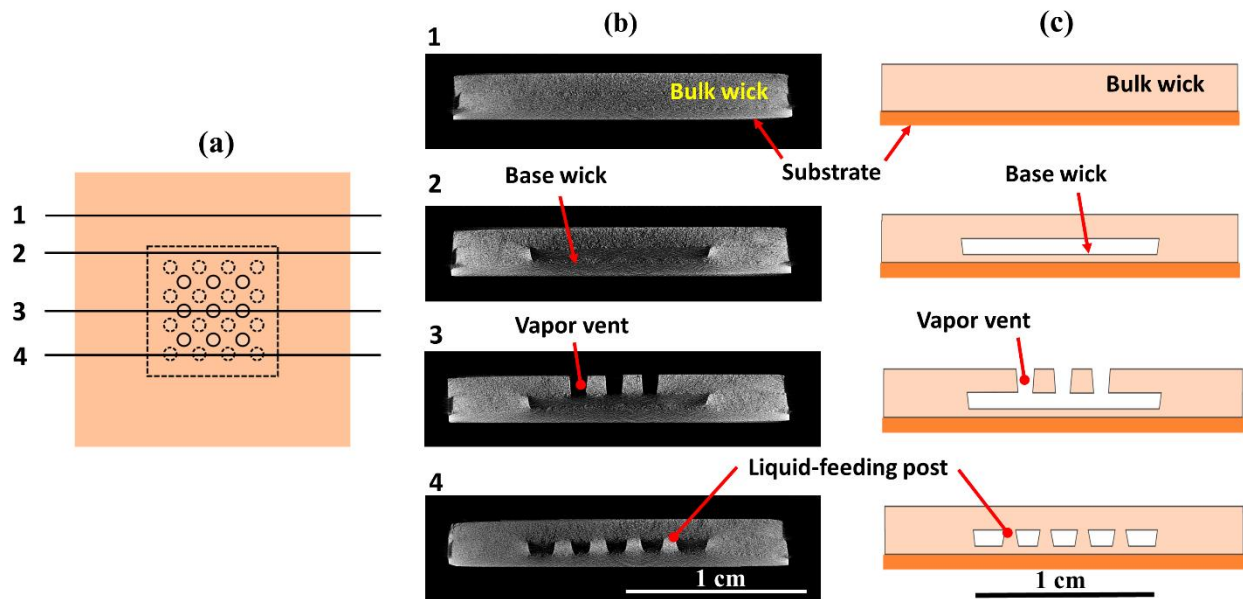 (a)
1
2
3
4
(b)
1
Bulk wick
Substrate
2
Base wick
3
Vapor vent
4
Liquid-feeding post
1 cm
(c)
Bulk wick
Base wick
Vapor vent
1 cm